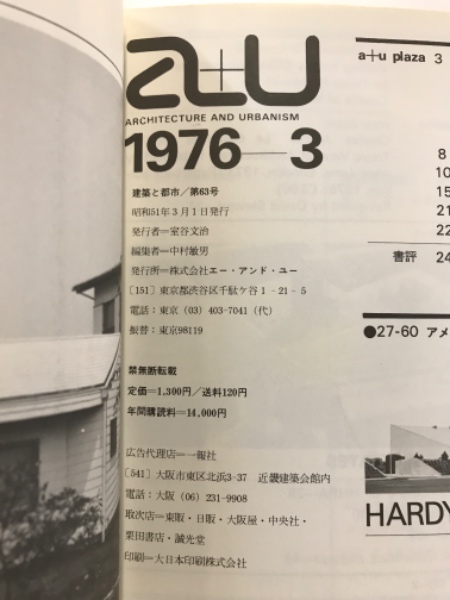 a+u
ARCHITECTURE AND URBANISM
1976—3
建築と都市／第63号
昭和51年3月1日発行
発行者＝室谷文治
編集者＝中村敏男
発行所＝株式会社エー・アンド・ユー
〔151〕東京都渋谷区千駄ケ谷1-21-5
電話：東京（03）403-7041（代）
振替：東京98119
禁無断転載
定価＝1,300円／送料120円
年間購読料＝14,000円
広告代理店＝一報社
〔541〕大阪市東区北浜3-37　近畿建築会館内
電話：大阪（06）231-9908
取次店＝東販・日販・大阪屋・中央社・
栗田書店・誠光堂
印刷＝大日本印刷株式会社
a+u plaza 3
8
10
15
21
22
書評 24
●27-60 アメ
HARDY